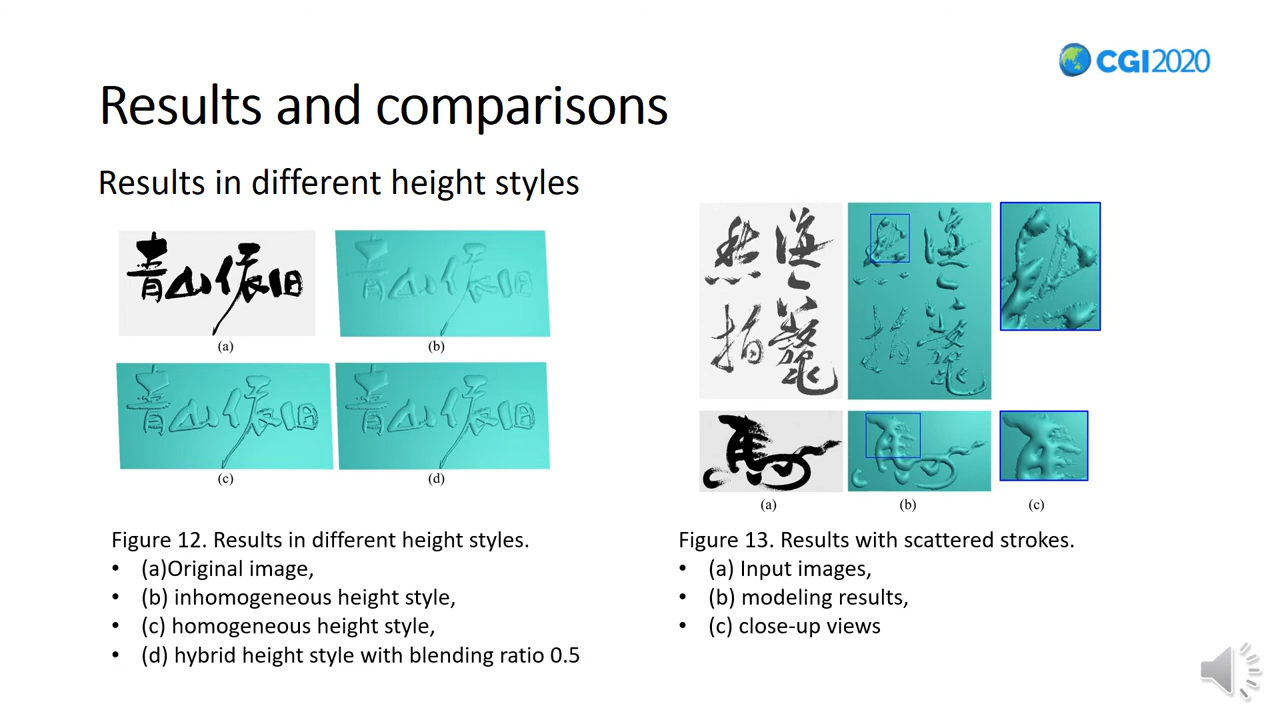 CGI2020
Results and comparisons
Results in different height styles
青山依旧
(a)
(b)
(c)
(d)
馬
(a)
(b)
(c)
Figure 12. Results in different height styles.
• (a)Original image,
• (b) inhomogeneous height style,
• (c) homogeneous height style,
• (d) hybrid height style with blending ratio 0.5
Figure 13. Results with scattered strokes.
• (a) Input images,
• (b) modeling results,
• (c) close-up views